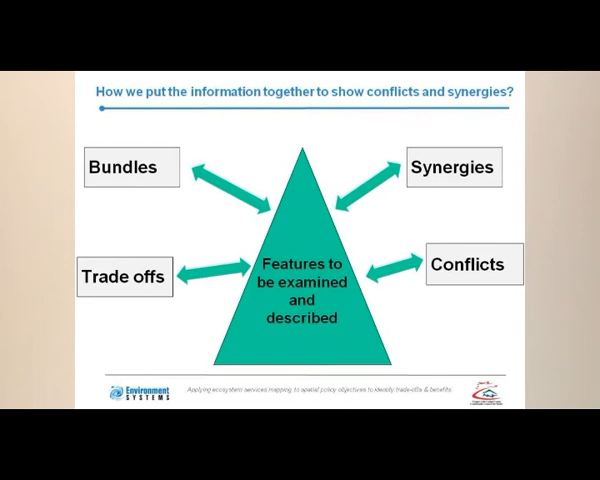 How we put the information together to show conflicts and synergies?
Bundles
Synergies
Trade offs
Features to
be examined
and
described
Conflicts
Environment
SYSTEMS
Applying ecosystem services mapping to spatial policy objectives to identify trade-offs & benefits